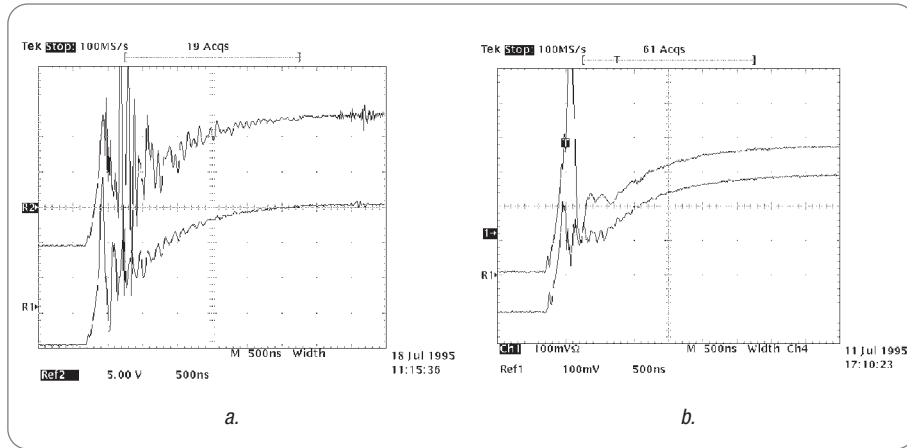 Tek Stop: 100MS/s
19 Acqs
R2
R1
M 500ns Width
Ref2 5.00 V 500ns
18 Jul 1995
11:15:36
a.
Tek Stop: 100MS/s
61 Acqs
T
T
1
R1
Ch1 100mVΩ
M 500ns Width Ch4
Ref1 100mV 500ns
11 Jul 1995
17:10:23
b.